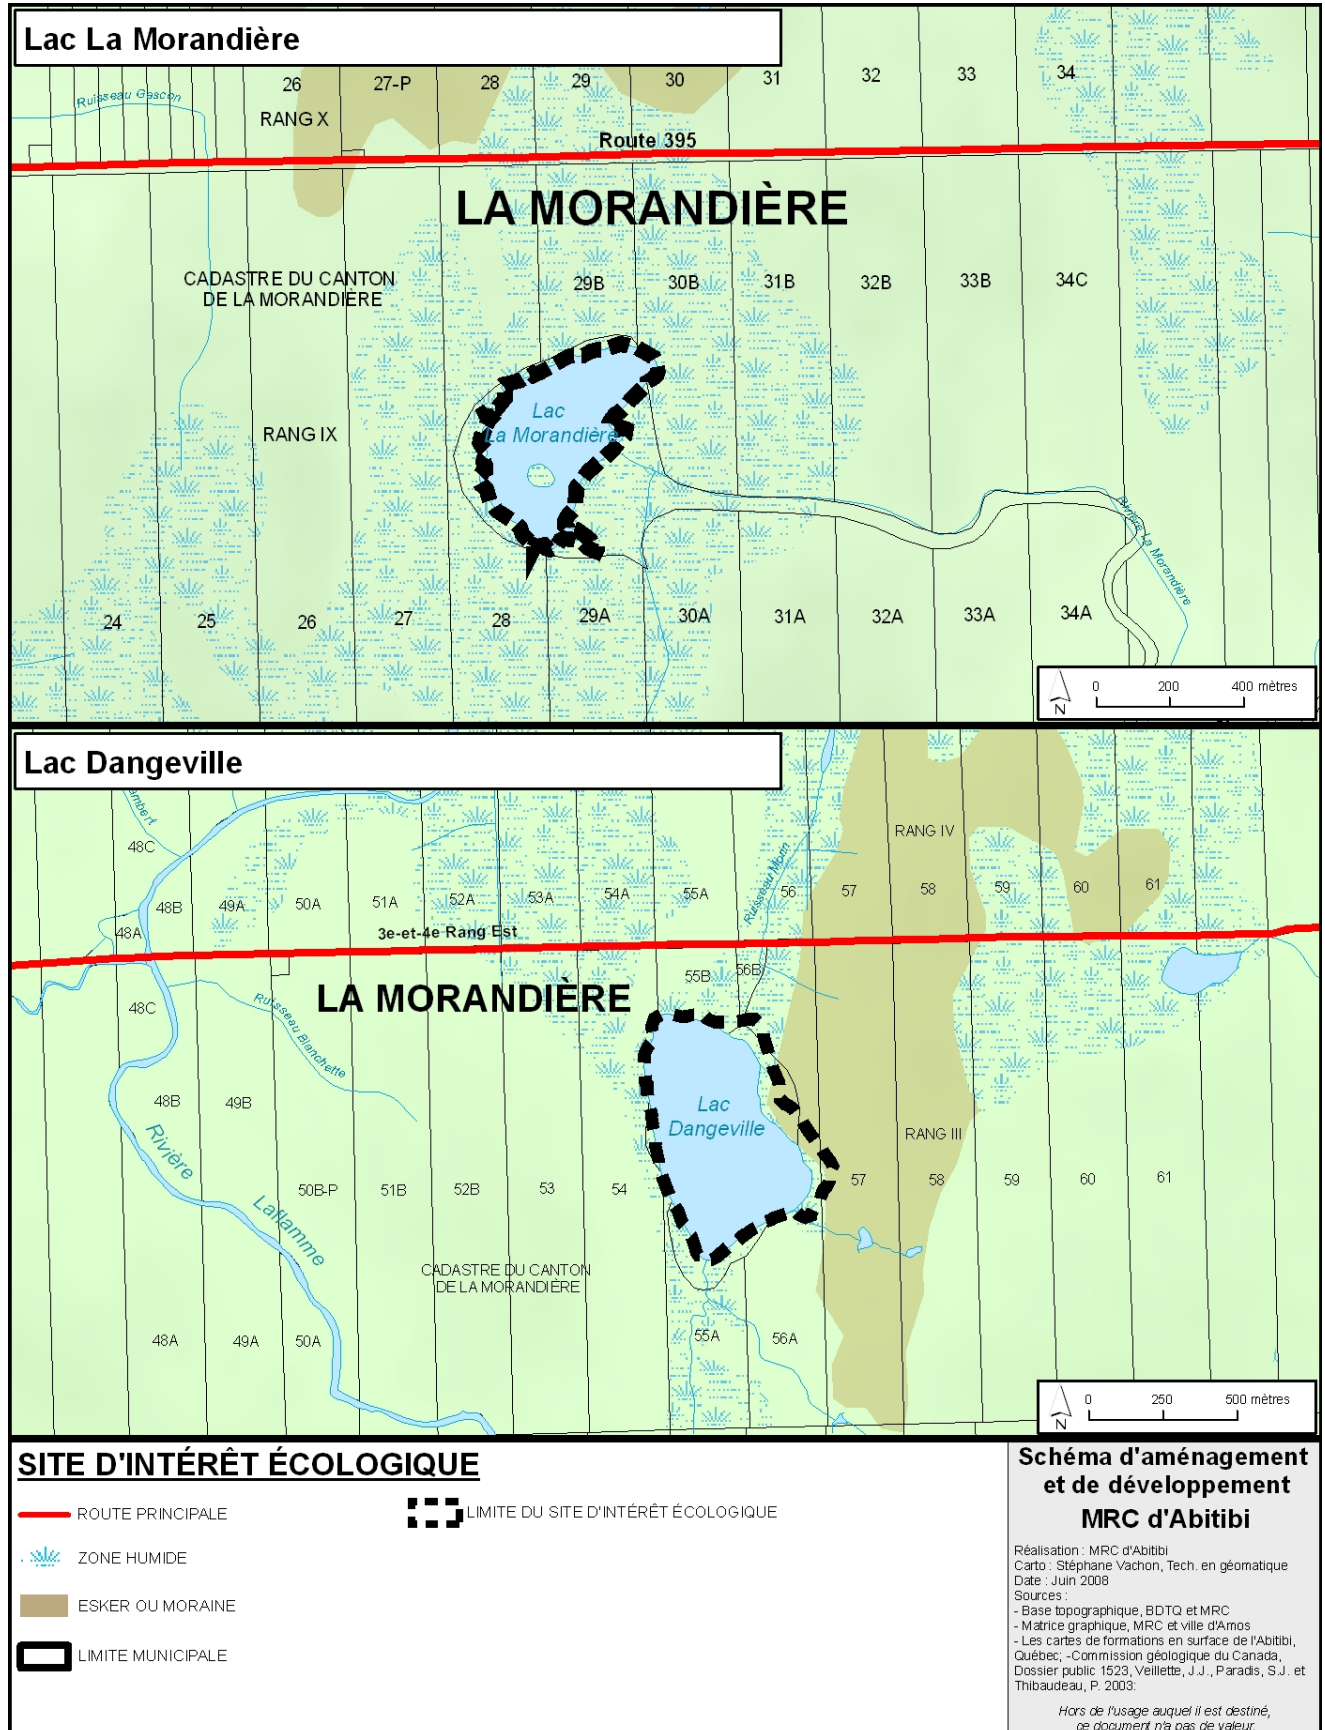 Lac La Morandière
26
27-P
28
29
30
31
32
33
34
Ruisseau Gascon
RANG X
Route 395
LA MORANDIÈRE
CADASTRE DU CANTON
DE LA MORANDIÈRE
29B
30B
31B
32B
33B
34C
Lac
La Morandière
RANG IX
Rivière La Morandière
24
25
26
27
28
29A
30A
31A
32A
33A
34A
N
0 200 400 mètres
Lac Dangeville
48C
48B
48A
49A
50A
51A
52A
53A
54A
55A
56
57
58
59
60
61
RANG IV
Ruisseau Morin
3e-et-4e Rang Est
55B
56B
48C
Ruisseau Blanchette
LA MORANDIÈRE
48B
49B
Lac
Dangeville
RANG III
Rivière
Laflamme
50B-P
51B
52B
53
54
57
58
59
60
61
CADASTRE DU CANTON
DE LA MORANDIÈRE
48A
49A
50A
55A
56A
N
0 250 500 mètres
SITE D'INTÉRÊT ÉCOLOGIQUE
ROUTE PRINCIPALE
LIMITE DU SITE D'INTÉRÊT ÉCOLOGIQUE
ZONE HUMIDE
ESKER OU MORAINE
LIMITE MUNICIPALE
Schéma d'aménagement
et de développement
MRC d'Abitibi
Réalisation : MRC d'Abitibi
Carto : Stéphane Vachon, Tech. en géomatique
Date : Juin 2008
Sources :
- Base topographique, BDTQ et MRC
- Matrice graphique, MRC et ville d'Amos
- Les cartes de formations en surface de l'Abitibi,
Québec; -Commission géologique du Canada,
Dossier public 1523, Veillette, J.J., Paradis, S.J. et
Thibaudeau, P. 2003:
Hors de l'usage auquel il est destiné,
ce document n'a pas de valeur.